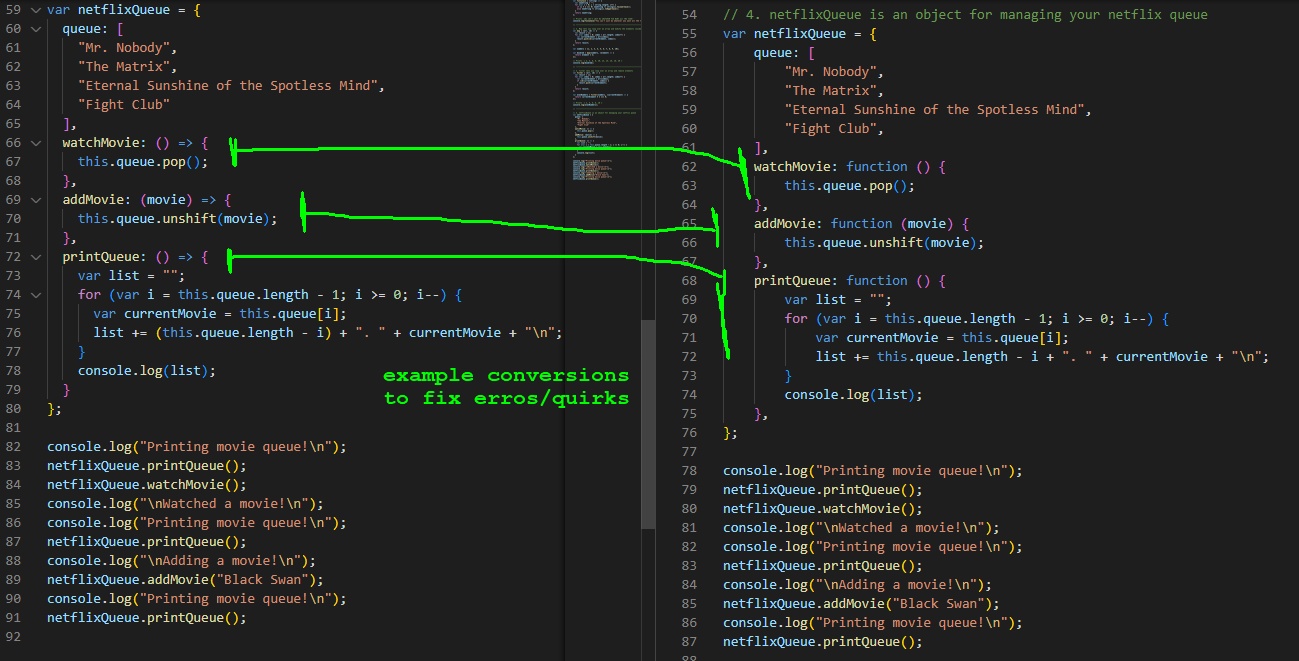 59 var netflixQueue = {
60 queue: [
61 "Mr. Nobody",
62 "The Matrix",
63 "Eternal Sunshine of the Spotless Mind",
64 "Fight Club"
65 ],
66 watchMovie: () => {
67 this.queue.pop();
68 },
69 addMovie: (movie) => {
70 this.queue.unshift(movie);
71 },
72 printQueue: () => {
73 var list = "";
74 for (var i = this.queue.length - 1; i >= 0; i--) {
75 var currentMovie = this.queue[i];
76 list += (this.queue.length - i) + ". " + currentMovie + "\n";
77 }
78 console.log(list);
79 }
80 };
81
82 console.log("Printing movie queue!\n");
83 netflixQueue.printQueue();
84 netflixQueue.watchMovie();
85 console.log("\nWatched a movie!\n");
86 console.log("Printing movie queue!\n");
87 netflixQueue.printQueue();
88 console.log("\nAdding a movie!\n");
89 netflixQueue.addMovie("Black Swan");
90 console.log("Printing movie queue!\n");
91 netflixQueue.printQueue();
92
example conversions
to fix erros/quirks
54 // 4. netflixQueue is an object for managing your netflix queue
55 var netflixQueue = {
56 queue: [
57 "Mr. Nobody",
58 "The Matrix",
59 "Eternal Sunshine of the Spotless Mind",
60 "Fight Club",
61 ],
62 watchMovie: function () {
63 this.queue.pop();
64 },
65 addMovie: function (movie) {
66 this.queue.unshift(movie);
67 },
68 printQueue: function () {
69 var list = "";
70 for (var i = this.queue.length - 1; i >= 0; i--) {
71 var currentMovie = this.queue[i];
72 list += this.queue.length - i + ". " + currentMovie + "\n";
73 }
74 console.log(list);
75 },
76 };
77
78 console.log("Printing movie queue!\n");
79 netflixQueue.printQueue();
80 netflixQueue.watchMovie();
81 console.log("\nWatched a movie!\n");
82 console.log("Printing movie queue!\n");
83 netflixQueue.printQueue();
84 console.log("\nAdding a movie!\n");
85 netflixQueue.addMovie("Black Swan");
86 console.log("Printing movie queue!\n");
87 netflixQueue.printQueue();
88